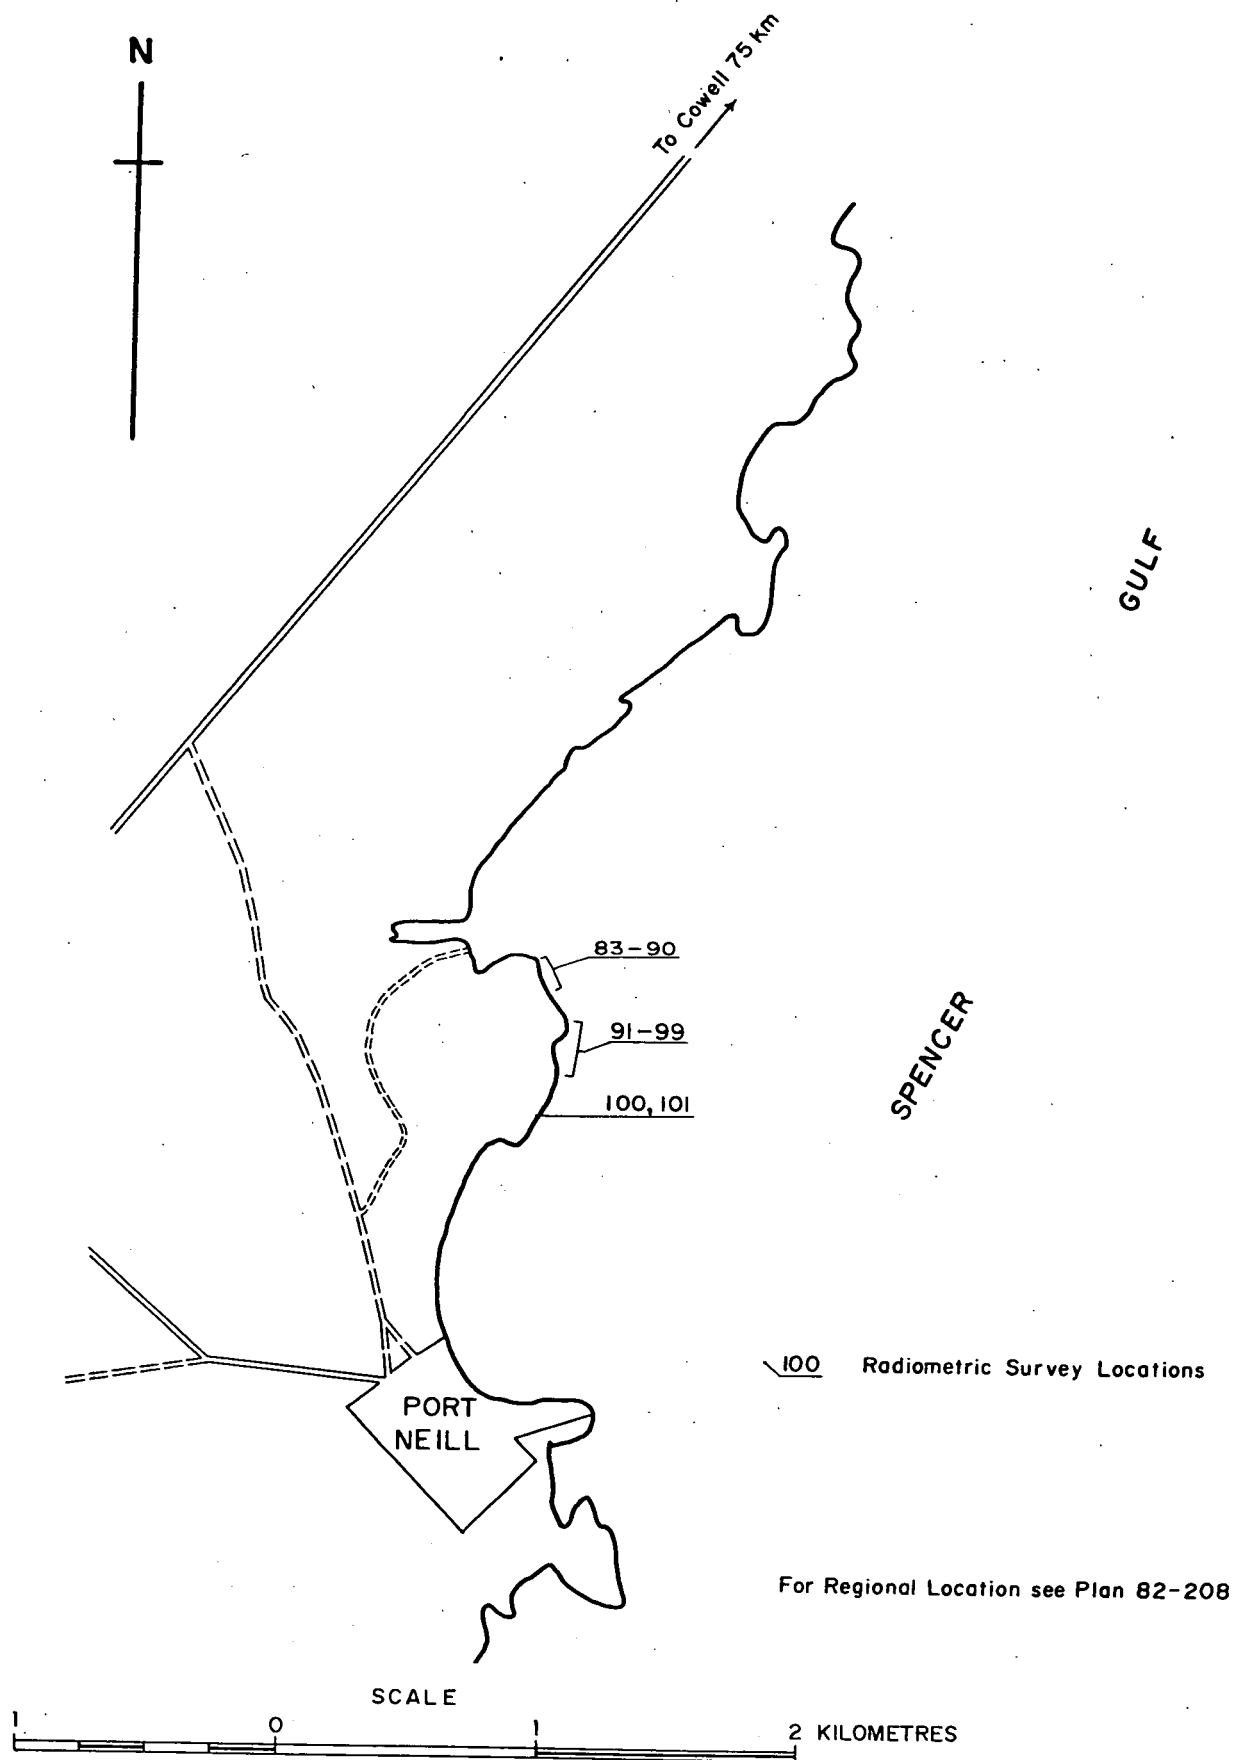 N
To Cowell 75 km
GULF
83-90
91-99
SPENCER
100, 101
100 Radiometric Survey Locations
PORT
NEILL
For Regional Location see Plan 82-208
SCALE
1 0 1 2 KILOMETRES